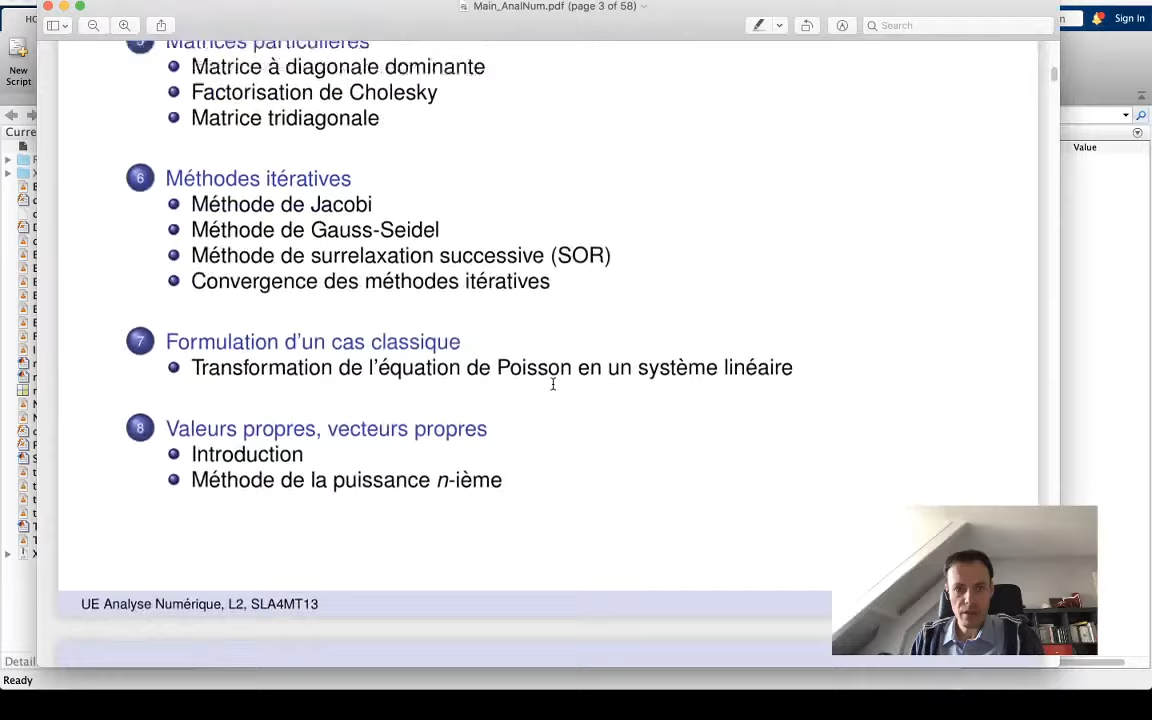 Main_AnalNum.pdf (page 3 of 58)
Search
Sign In
New
Script
Value
Matrices particulières
Matrice à diagonale dominante
Factorisation de Cholesky
Matrice tridiagonale
6 Méthodes itératives
Méthode de Jacobi
Méthode de Gauss-Seidel
Méthode de surrelaxation successive (SOR)
Convergence des méthodes itératives
7 Formulation d'un cas classique
Transformation de l'équation de Poisson en un système linéaire
8 Valeurs propres, vecteurs propres
Introduction
Méthode de la puissance n-ième
UE Analyse Numérique, L2, SLA4MT13
Ready